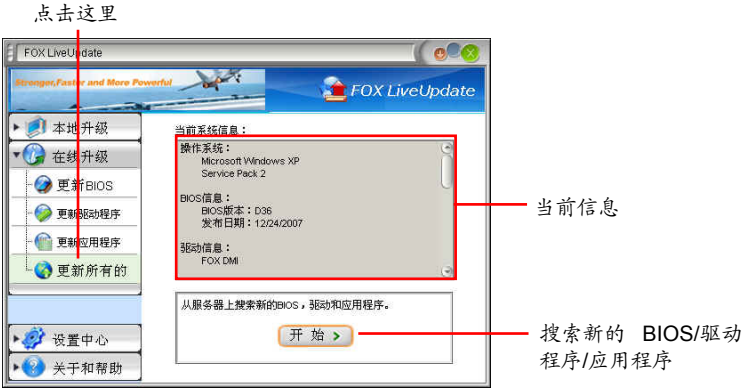 点击这里
FOX LiveUpdate
Stronger,Faster and More Powerful
FOX LiveUpdate
本地升级
在线升级
更新BIOS
更新驱动程序
更新应用程序
更新所有的
设置中心
关于和帮助
当前系统信息：
操作系统：
Microsoft Windows XP
Service Pack 2
BIOS信息：
BIOS版本：D36
发布日期：12/24/2007
驱动信息：
FOX DMI
从服务器上搜索新的BIOS，驱动和应用程序。
开 始
当前信息
搜索新的 BIOS/驱动
程序/应用程序